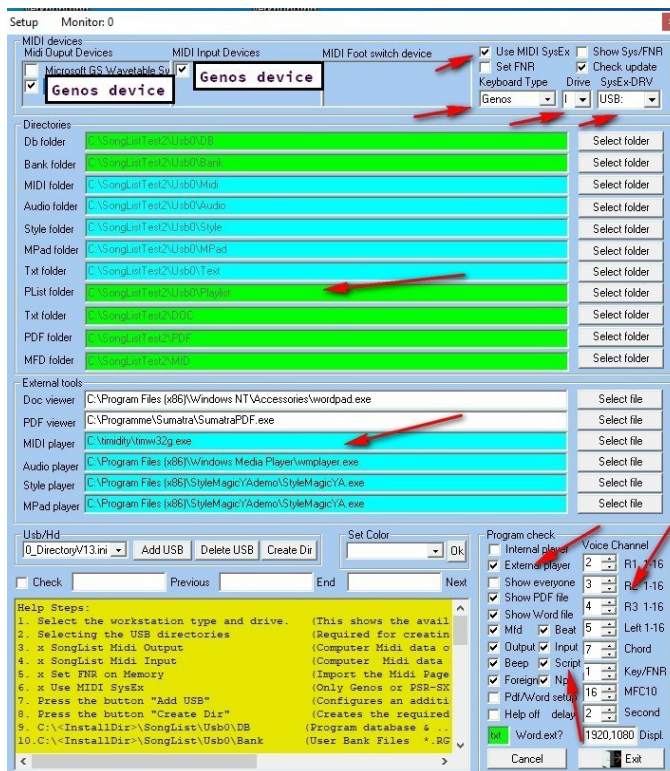 Setup Monitor: 0
MIDI devices
Midi Ouput Devices MIDI Input Devices MIDI Foot switch device
Microsoft GS Wavetable Sy
Genos device
Genos device
Use MIDI SysEx Show Sys/FNR
Set FNR Check update
Keyboard Type Drive SysEx-DRV
Genos I USB:
Directories
Db folder C:\SongListTest2\Usb0\DB Select folder
Bank folder C:\SongListTest2\Usb0\Bank Select folder
MIDI folder C:\SongListTest2\Usb0\Midi Select folder
Audio folder C:\SongListTest2\Usb0\Audio Select folder
Style folder C:\SongListTest2\Usb0\Style Select folder
MPad folder C:\SongListTest2\Usb0\MPad Select folder
Txt folder C:\SongListTest2\Usb0\Text Select folder
PList folder C:\SongListTest2\Usb0\Playlist Select folder
Txt folder C:\SongListTest2\DOC Select folder
PDF folder C:\SongListTest2\PDF Select folder
MFD folder C:\SongListTest2\MID Select folder
External tools
Doc viewer C:\Program Files (x86)\Windows NT\Accessories\wordpad.exe Select file
PDF viewer C:\Programme\Sumatra\SumatraPDF.exe Select file
MIDI player C:\timidity\timw32g.exe Select file
Audio player C:\Program Files (x86)\Windows Media Player\wmplayer.exe Select file
Style player C:\Program Files (x86)\StyleMagicYAdemo\StyleMagicYA.exe Select file
MPad player C:\Program Files (x86)\StyleMagicYAdemo\StyleMagicYA.exe Select file
Usb/Hd Set Color
0_DirectoryV13.ini Add USB Delete USB Create Dir Ok
Check Previous End Next
Help Steps:
1. Select the workstation type and drive. (This shows the avail
2. Selecting the USB directories (Required for creatin
3. x SongList Midi Output (Computer Midi data o
4. x SongList Midi Input (Computer Midi data
5. x Set FNR on Memory (Import the Midi Page
6. x Use MIDI SysEx (Only Genos or PSR-SX
7. Press the button "Add USB" (Configures an additi
8. Press the button "Create Dir" (Creates the required
9. C:\<InstallDir>\SongList\Usb0\DB (Program database & ..
10.C:\<InstallDir>\SongList\Usb0\Bank (User Bank Files *.RG
Program check
Internal player Voice Channel
External player 2 R1 1-16
Show everyone 3 R2 1-16
Show PDF file 4 R3 1-16
Show Word file
Mfd Beat 5 Left 1-16
Output Input 7 Chord
Beep Script 1 Key/FNR
Foreign
Pdf/Word setup 16 MFC10
Help off delay 2 Second
txt Word.ext? 1920,1080 Displ.
Cancel Exit